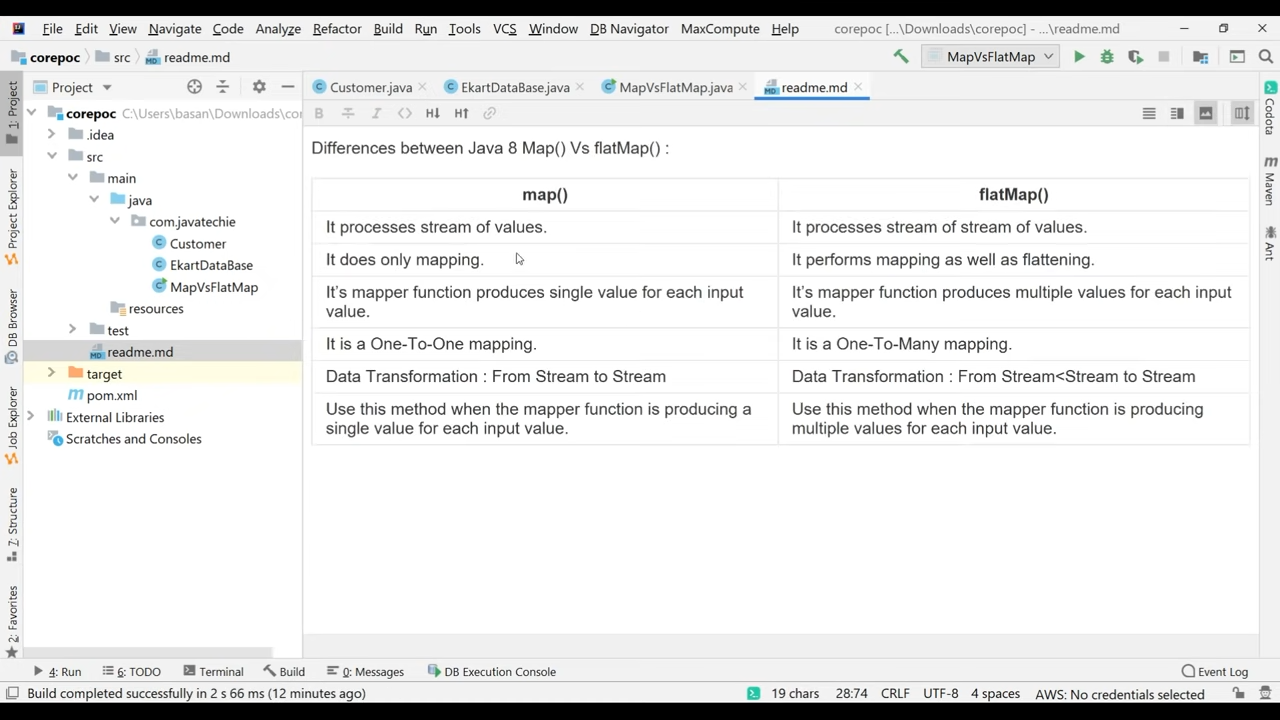 File Edit View Navigate Code Analyze Refactor Build Run Tools VCS Window DB Navigator MaxCompute Help corepoc [...\Downloads\corepoc] - ...\readme.md
corepoc src readme.md MapVsFlatMap
Project
Customer.java EkartDataBase.java MapVsFlatMap.java readme.md
corepoc C:\Users\basan\Downloads\cor
.idea
src
main
java
com.javatechie
Customer
EkartDataBase
MapVsFlatMap
resources
test
readme.md
target
pom.xml
External Libraries
Scratches and Consoles
1: Project
Project Explorer
DB Browser
Job Explorer
7: Structure
2: Favorites
B I <> H↓ H↑
Differences between Java 8 Map() Vs flatMap() :
map() flatMap()
It processes stream of values. It processes stream of stream of values.
It does only mapping. It performs mapping as well as flattening.
It's mapper function produces single value for each input
value.
It's mapper function produces multiple values for each input
value.
It is a One-To-One mapping. It is a One-To-Many mapping.
Data Transformation : From Stream to Stream Data Transformation : From Stream<Stream to Stream
Use this method when the mapper function is producing a
single value for each input value.
Use this method when the mapper function is producing
multiple values for each input value.
Codota
Maven
Ant
4: Run 6: TODO Terminal Build 0: Messages DB Execution Console Event Log
Build completed successfully in 2 s 66 ms (12 minutes ago) 19 chars 28:74 CRLF UTF-8 4 spaces AWS: No credentials selected